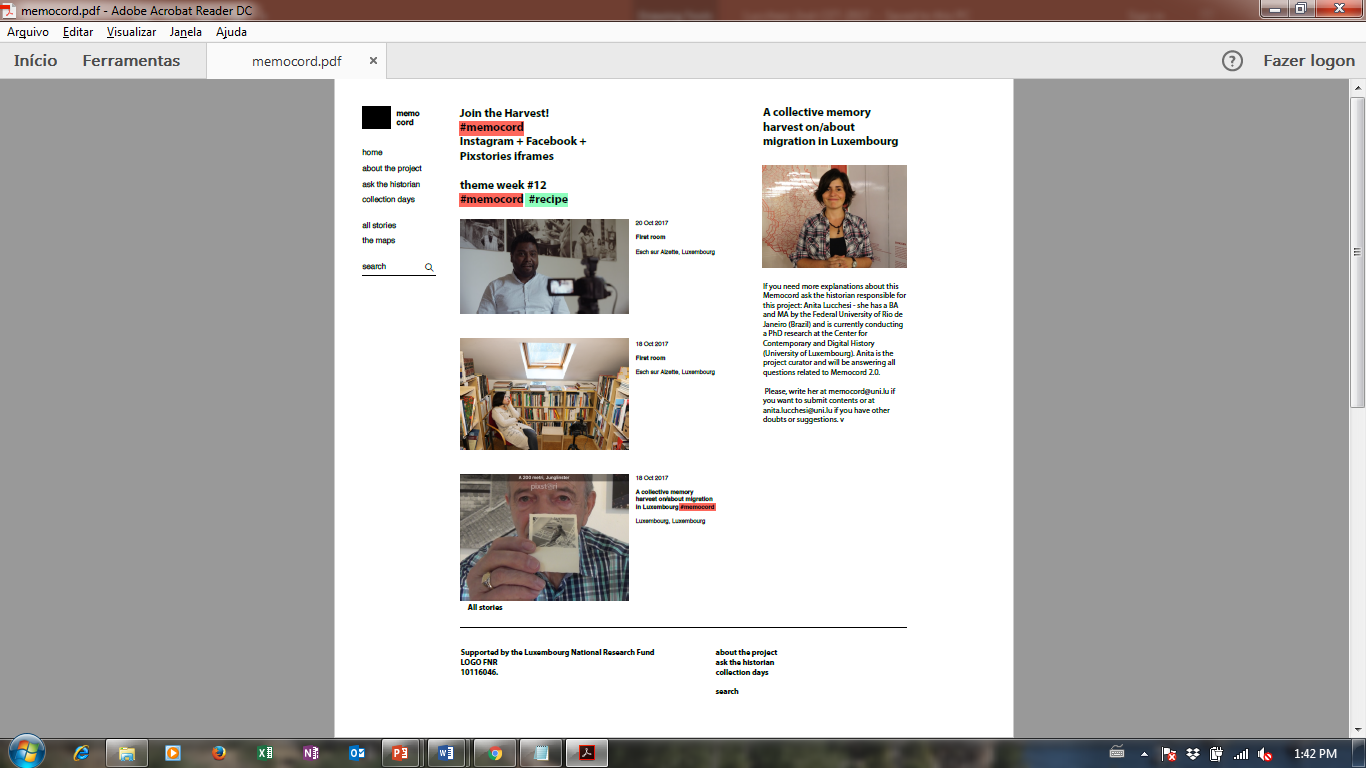 memocord.pdf - Adobe Acrobat Reader DC
Arquivo Editar Visualizar Janela Ajuda
Início Ferramentas memocord.pdf × ? Fazer logon
memo
cord
home
about the project
ask the historian
collection days
all stories
the maps
search
Join the Harvest!
#memocord
Instagram + Facebook +
Pixstories iframes
theme week #12
#memocord #recipe
20 Oct 2017
First room
Esch sur Alzette, Luxembourg
18 Oct 2017
First room
Esch sur Alzette, Luxembourg
A 200 metri, Junglinster
18 Oct 2017
A collective memory
harvest on/about migration
in Luxembourg #memocord
Luxembourg, Luxembourg
All stories
A collective memory
harvest on/about
migration in Luxembourg
If you need more explanations about this
Memocord ask the historian responsible for
this project: Anita Lucchesi - she has a BA
and MA by the Federal University of Rio de
Janeiro (Brazil) and is currently conducting
a PhD research at the Center for
Contemporary and Digital History
(University of Luxembourg). Anita is the
project curator and will be answering all
questions related to Memocord 2.0.
Please, write her at memocord@uni.lu if
you want to submit contents or at
anita.lucchesi@uni.lu if you have other
doubts or suggestions. v
Supported by the Luxembourg National Research Fund
LOGO FNR
10116046.
about the project
ask the historian
collection days
search
1:42 PM